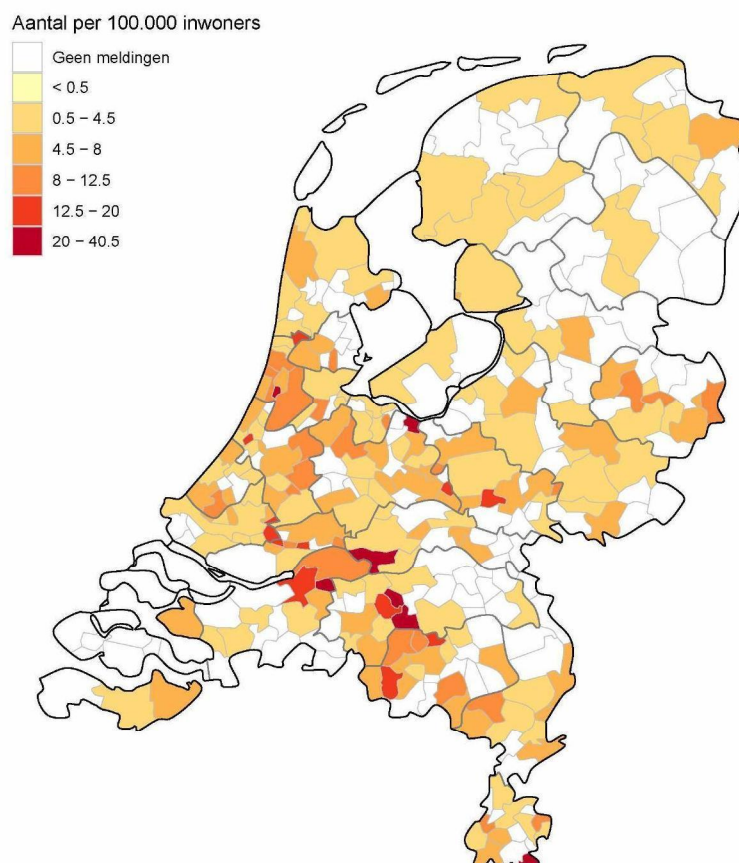 Aantal per 100.000 inwoners
Geen meldingen
< 0.5
0.5 – 4.5
4.5 – 8
8 – 12.5
12.5 – 20
20 – 40.5